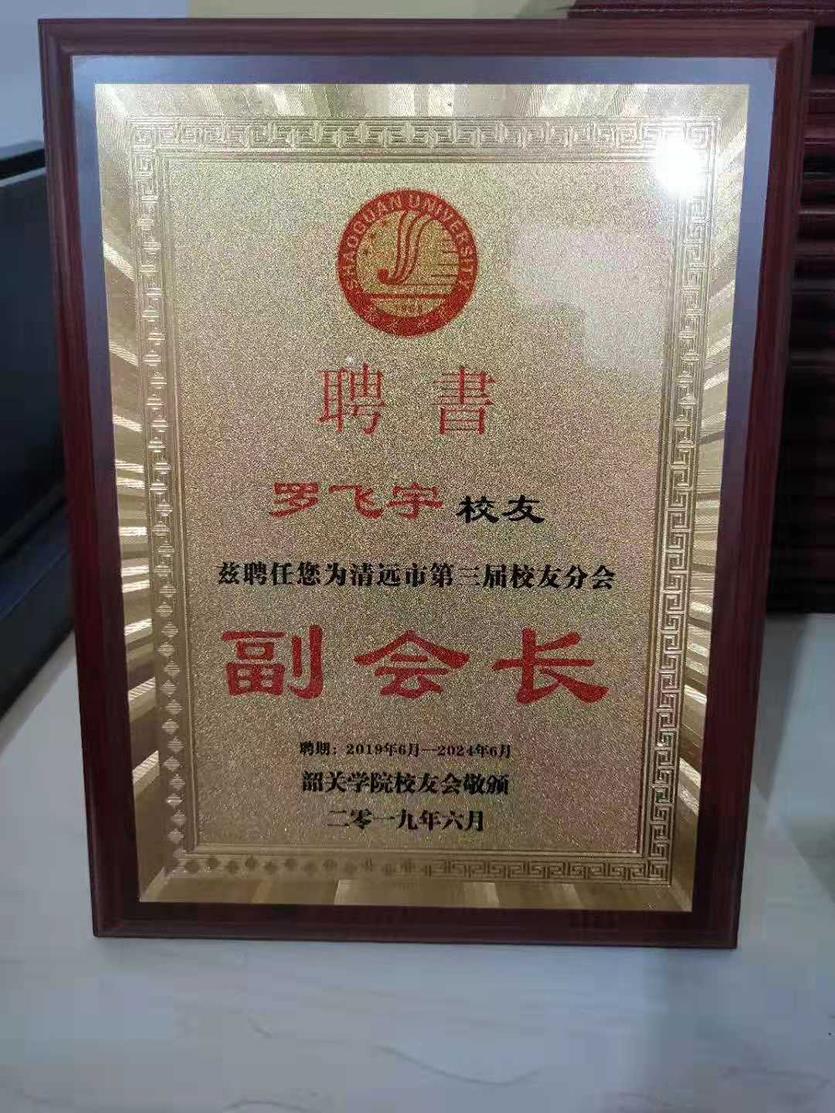 SHAOGUAN UNIVERSITY
聘書
罗飞宇 校友
兹聘任您为清远市第三届校友分会
副会长
聘期：2019年6月—2024年6月
韶关学院校友会敬颁
二零一九年六月